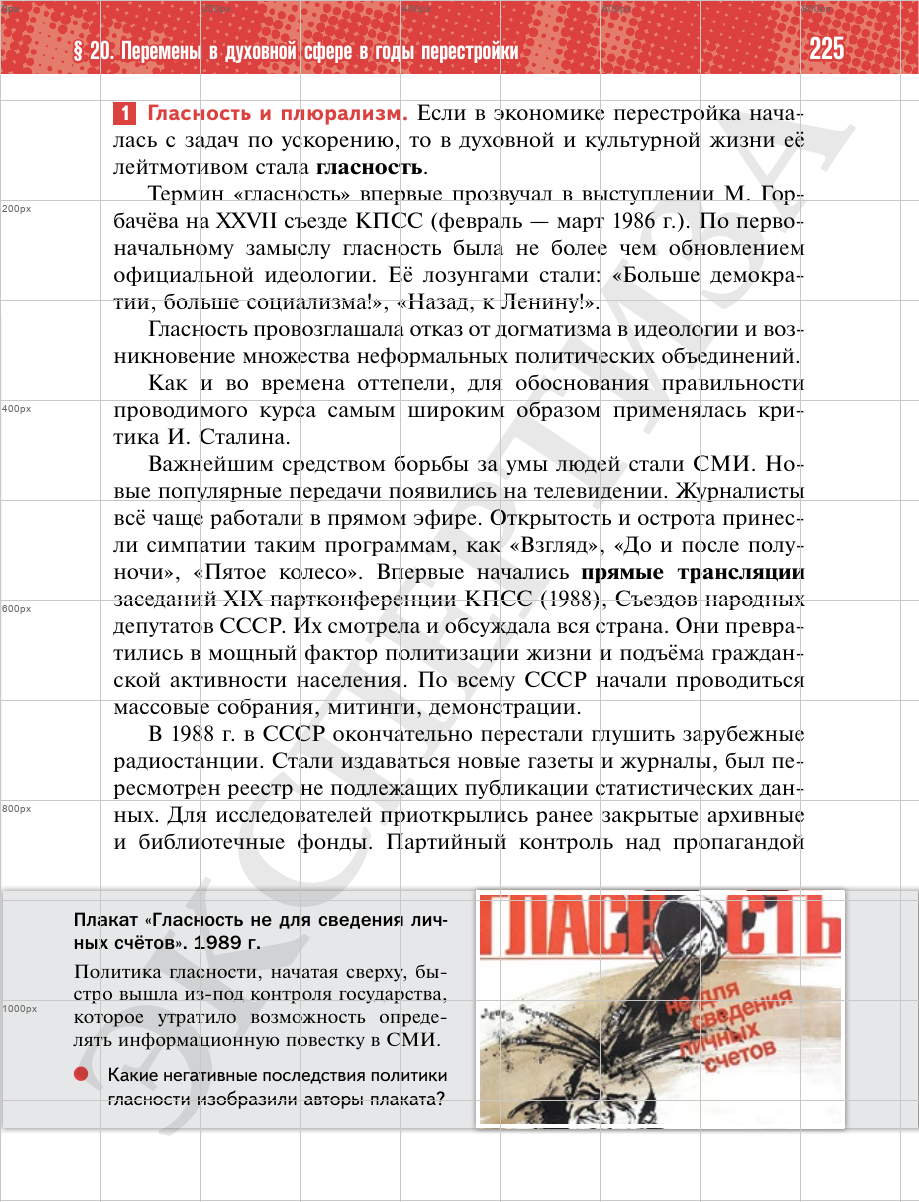 § 20. Перемены в духовной сфере в годы перестройки
225
1 Гласность и плюрализм. Если в экономике перестройка нача-
лась с задач по ускорению, то в духовной и культурной жизни её
лейтмотивом стала гласность.
Термин «гласность» впервые прозвучал в выступлении М. Гор-
бачёва на XXVII съезде КПСС (февраль — март 1986 г.). По перво-
начальному замыслу гласность была не более чем обновлением
официальной идеологии. Её лозунгами стали: «Больше демокра-
тии, больше социализма!», «Назад, к Ленину!».
Гласность провозглашала отказ от догматизма в идеологии и воз-
никновение множества неформальных политических объединений.
Как и во времена оттепели, для обоснования правильности
проводимого курса самым широким образом применялась кри-
тика И. Сталина.
Важнейшим средством борьбы за умы людей стали СМИ. Но-
вые популярные передачи появились на телевидении. Журналисты
всё чаще работали в прямом эфире. Открытость и острота принес-
ли симпатии таким программам, как «Взгляд», «До и после полу-
ночи», «Пятое колесо». Впервые начались прямые трансляции
заседаний XIX партконференции КПСС (1988), Съездов народных
депутатов СССР. Их смотрела и обсуждала вся страна. Они превра-
тились в мощный фактор политизации жизни и подъёма граждан-
ской активности населения. По всему СССР начали проводиться
массовые собрания, митинги, демонстрации.
В 1988 г. в СССР окончательно перестали глушить зарубежные
радиостанции. Стали издаваться новые газеты и журналы, был пе-
ресмотрен реестр не подлежащих публикации статистических дан-
ных. Для исследователей приоткрылись ранее закрытые архивные
и библиотечные фонды. Партийный контроль над пропагандой
Плакат «Гласность не для сведения лич-
ных счётов». 1989 г.
Политика гласности, начатая сверху, бы-
стро вышла из-под контроля государства,
которое утратило возможность опреде-
лять информационную повестку в СМИ.
Какие негативные последствия политики
гласности изобразили авторы плаката?
ГЛАСНОСТЬ
не для
сведения
личных
счетов
ЭКСПЕРТИЗА
200px
400px
600px
800px
1000px